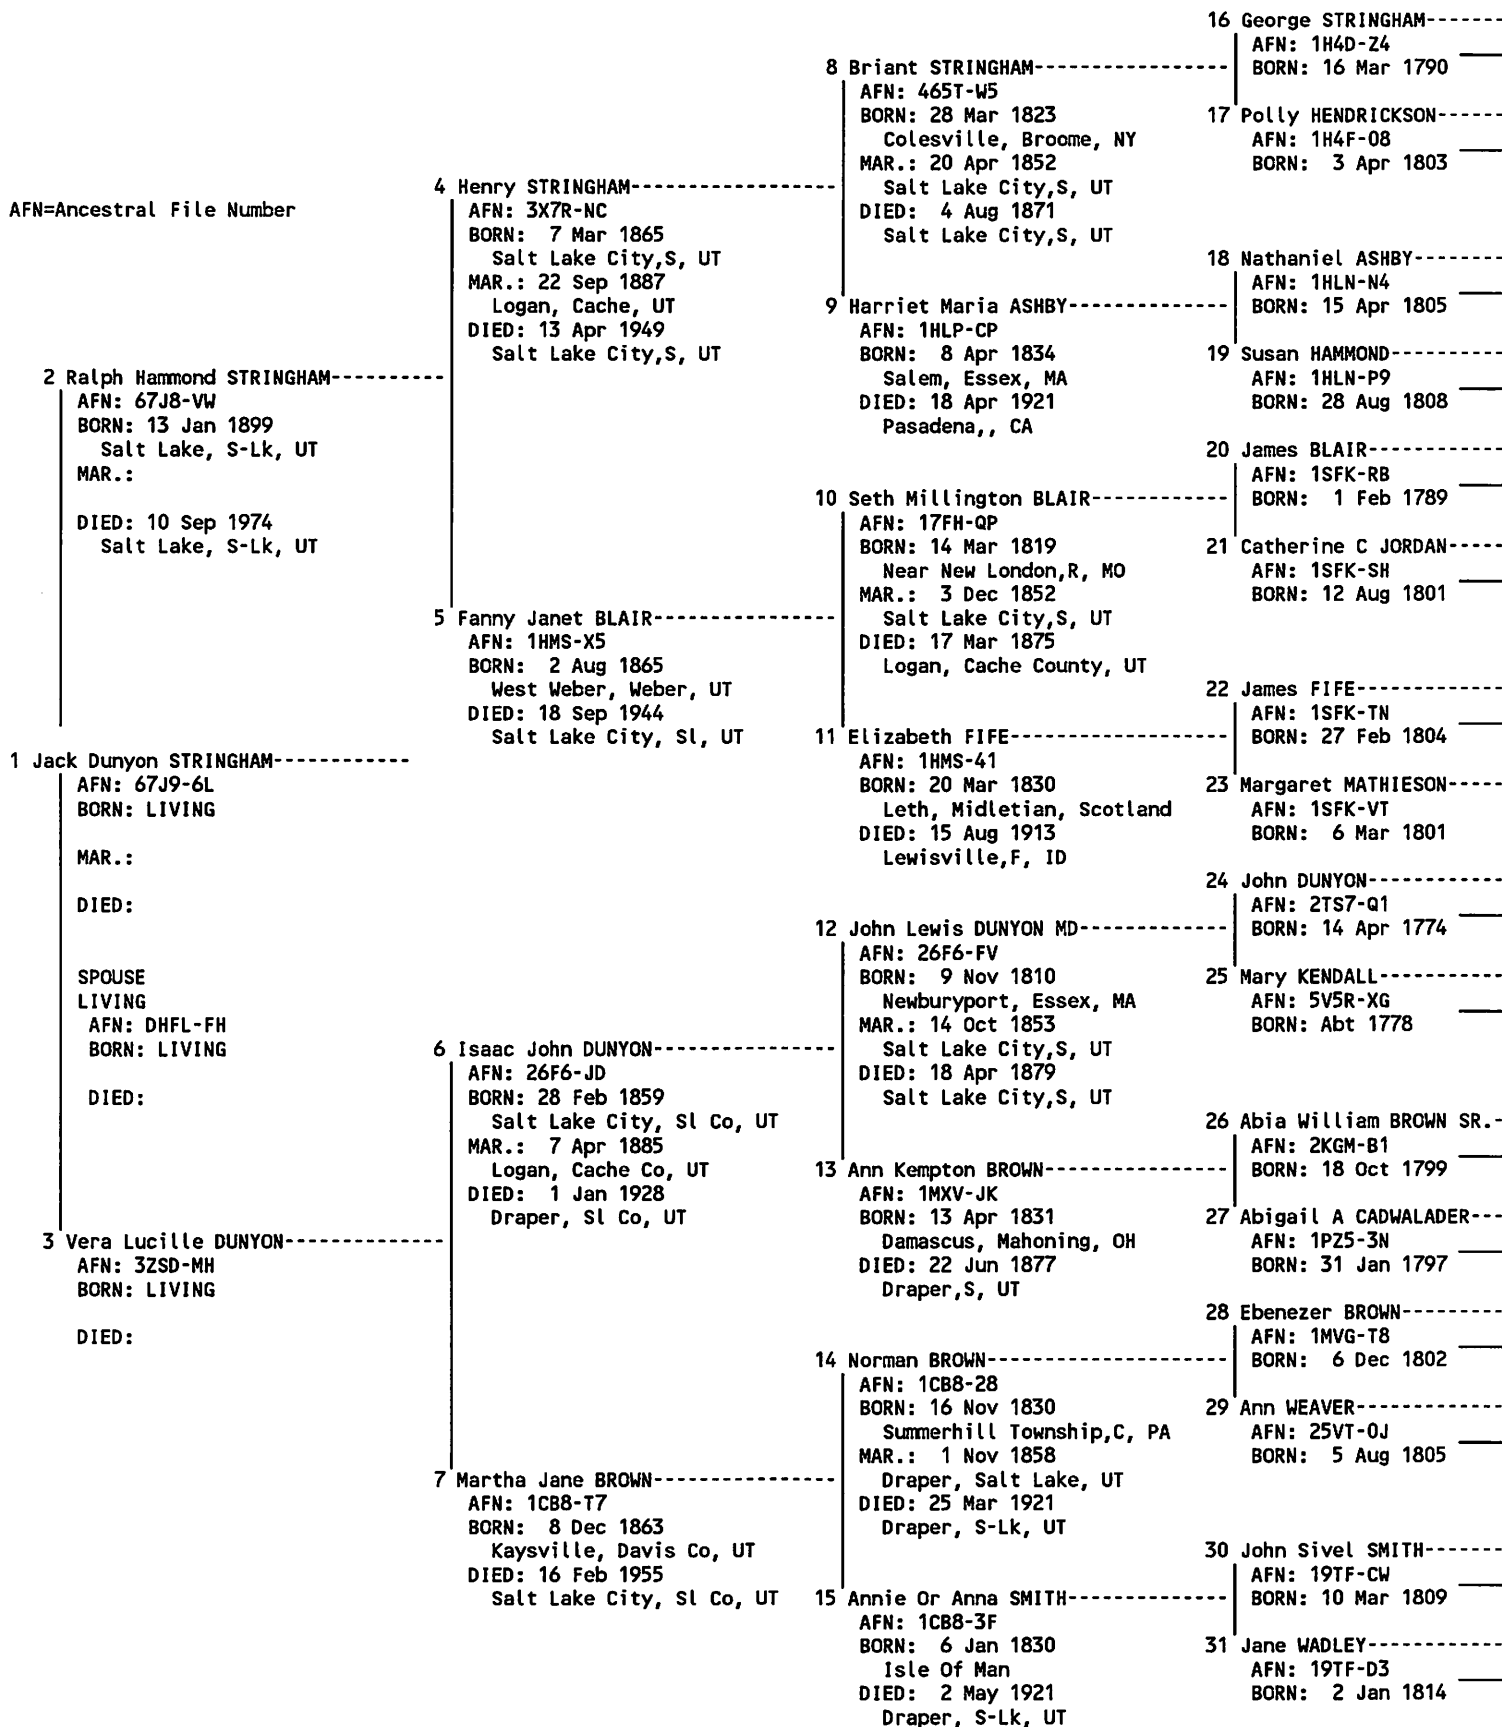 AFN=Ancestral File Number
1 Jack Dunyon STRINGHAM------------
AFN: 67J9-6L
BORN: LIVING
MAR.:
DIED:
SPOUSE
LIVING
AFN: DHFL-FH
BORN: LIVING
DIED:
2 Ralph Hammond STRINGHAM----------
AFN: 67J8-VW
BORN: 13 Jan 1899
Salt Lake, S-Lk, UT
MAR.:
DIED: 10 Sep 1974
Salt Lake, S-Lk, UT
3 Vera Lucille DUNYON--------------
AFN: 3ZSD-MH
BORN: LIVING
DIED:
4 Henry STRINGHAM------------------
AFN: 3X7R-NC
BORN: 7 Mar 1865
Salt Lake City,S, UT
MAR.: 22 Sep 1887
Logan, Cache, UT
DIED: 13 Apr 1949
Salt Lake City,S, UT
5 Fanny Janet BLAIR----------------
AFN: 1HMS-X5
BORN: 2 Aug 1865
West Weber, Weber, UT
DIED: 18 Sep 1944
Salt Lake City, Sl, UT
6 Isaac John DUNYON----------------
AFN: 26F6-JD
BORN: 28 Feb 1859
Salt Lake City, Sl Co, UT
MAR.: 7 Apr 1885
Logan, Cache Co, UT
DIED: 1 Jan 1928
Draper, Sl Co, UT
7 Martha Jane BROWN----------------
AFN: 1CB8-T7
BORN: 8 Dec 1863
Kaysville, Davis Co, UT
DIED: 16 Feb 1955
Salt Lake City, Sl Co, UT
8 Briant STRINGHAM-----------------
AFN: 465T-W5
BORN: 28 Mar 1823
Colesville, Broome, NY
MAR.: 20 Apr 1852
Salt Lake City,S, UT
DIED: 4 Aug 1871
Salt Lake City,S, UT
9 Harriet Maria ASHBY--------------
AFN: 1HLP-CP
BORN: 8 Apr 1834
Salem, Essex, MA
DIED: 18 Apr 1921
Pasadena,, CA
10 Seth Millington BLAIR------------
AFN: 17FH-QP
BORN: 14 Mar 1819
Near New London,R, MO
MAR.: 3 Dec 1852
Salt Lake City,S, UT
DIED: 17 Mar 1875
Logan, Cache County, UT
11 Elizabeth FIFE-------------------
AFN: 1HMS-41
BORN: 20 Mar 1830
Leth, Midletian, Scotland
DIED: 15 Aug 1913
Lewisville,F, ID
12 John Lewis DUNYON MD-------------
AFN: 26F6-FV
BORN: 9 Nov 1810
Newburyport, Essex, MA
MAR.: 14 Oct 1853
Salt Lake City,S, UT
DIED: 18 Apr 1879
Salt Lake City,S, UT
13 Ann Kempton BROWN----------------
AFN: 1MXV-JK
BORN: 13 Apr 1831
Damascus, Mahoning, OH
DIED: 22 Jun 1877
Draper,S, UT
14 Norman BROWN---------------------
AFN: 1CB8-28
BORN: 16 Nov 1830
Summerhill Township,C, PA
MAR.: 1 Nov 1858
Draper, Salt Lake, UT
DIED: 25 Mar 1921
Draper, S-Lk, UT
15 Annie Or Anna SMITH--------------
AFN: 1CB8-3F
BORN: 6 Jan 1830
Isle Of Man
DIED: 2 May 1921
Draper, S-Lk, UT
16 George STRINGHAM-------
AFN: 1H4D-Z4
BORN: 16 Mar 1790
17 Polly HENDRICKSON------
AFN: 1H4F-08
BORN: 3 Apr 1803
18 Nathaniel ASHBY--------
AFN: 1HLN-N4
BORN: 15 Apr 1805
19 Susan HAMMOND----------
AFN: 1HLN-P9
BORN: 28 Aug 1808
20 James BLAIR------------
AFN: 1SFK-RB
BORN: 1 Feb 1789
21 Catherine C JORDAN-----
AFN: 1SFK-SH
BORN: 12 Aug 1801
22 James FIFE-------------
AFN: 1SFK-TN
BORN: 27 Feb 1804
23 Margaret MATHIESON-----
AFN: 1SFK-VT
BORN: 6 Mar 1801
24 John DUNYON------------
AFN: 2TS7-Q1
BORN: 14 Apr 1774
25 Mary KENDALL-----------
AFN: 5V5R-XG
BORN: Abt 1778
26 Abia William BROWN SR.-
AFN: 2KGM-B1
BORN: 18 Oct 1799
27 Abigail A CADWALADER---
AFN: 1PZ5-3N
BORN: 31 Jan 1797
28 Ebenezer BROWN---------
AFN: 1MVG-T8
BORN: 6 Dec 1802
29 Ann WEAVER-------------
AFN: 25VT-0J
BORN: 5 Aug 1805
30 John Sivel SMITH-------
AFN: 19TF-CW
BORN: 10 Mar 1809
31 Jane WADLEY------------
AFN: 19TF-D3
BORN: 2 Jan 1814